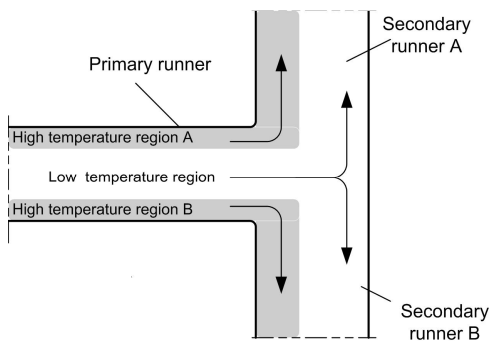 Secondary
runner A
Primary runner
High temperature region A
Low temperature region
High temperature region B
Secondary
runner B